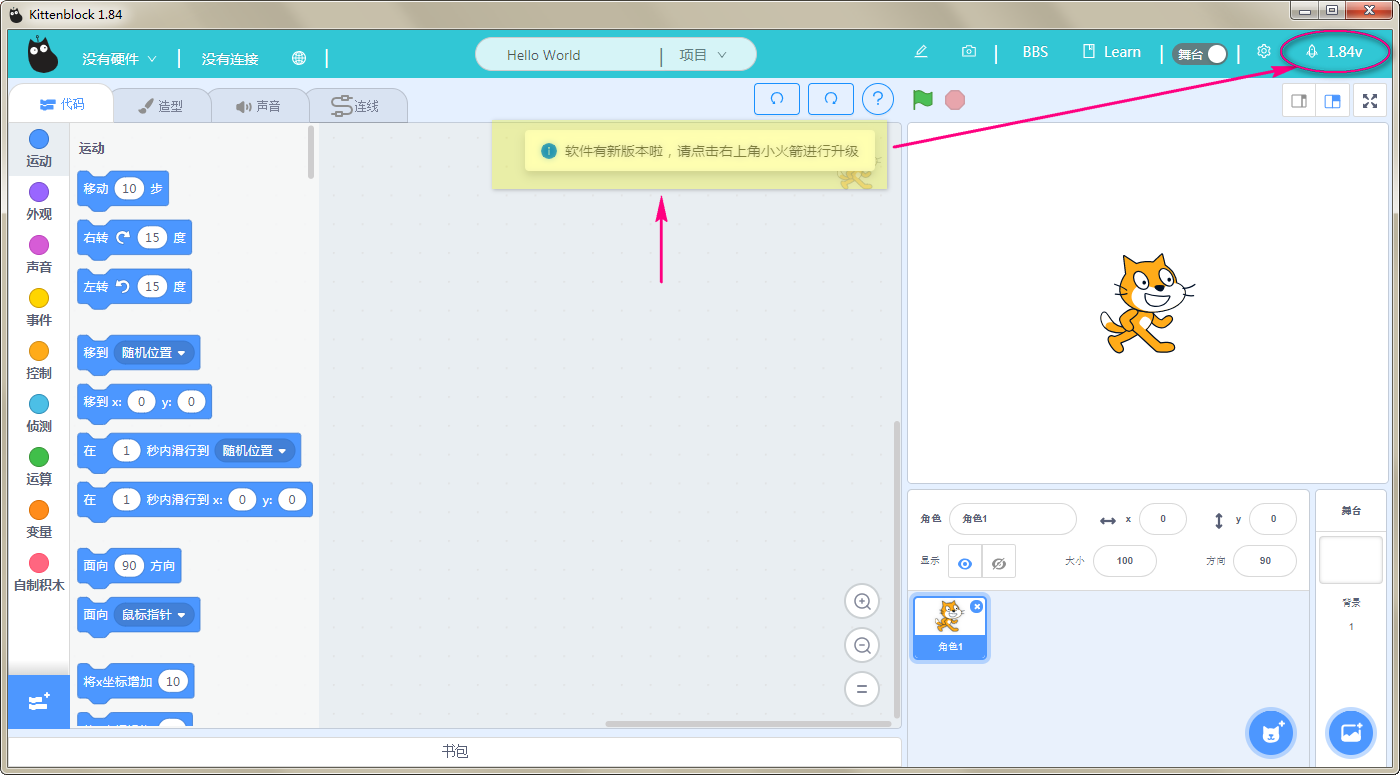 Kittenblock 1.84
没有硬件
没有连接
Hello World
项目
BBS
Learn
舞台
1.84v
代码
造型
声音
连线
?
软件有新版本啦，请点击右上角小火箭进行升级
运动
外观
声音
事件
控制
侦测
运算
变量
自制积木
运动
移动 10 步
右转 15 度
左转 15 度
移到 随机位置
移到 x: 0 y: 0
在 1 秒内滑行到 随机位置
在 1 秒内滑行到 x: 0 y: 0
面向 90 方向
面向 鼠标指针
将x坐标增加 10
书包
角色 角色1 x 0 y 0
显示 大小 100 方向 90
角色1
舞台
背景
1